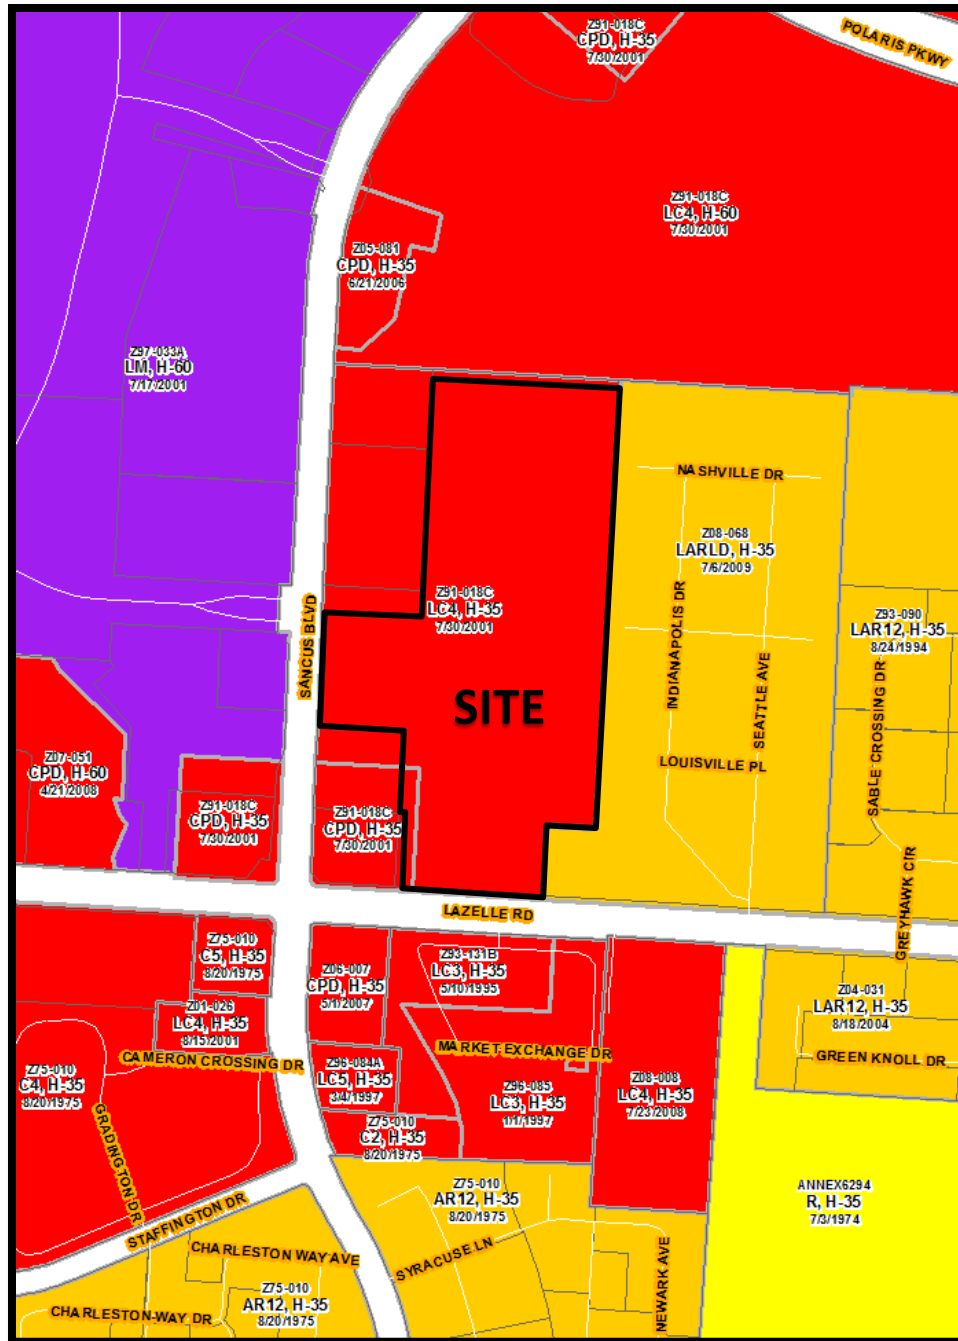 Z91-018C
CPD, H-35
7/30/2001
POLARIS PKWY
Z91-018C
LC4, H-60
7/30/2001
Z05-081
CPD, H-35
6/21/2006
Z97-033A
LM, H-60
7/17/2001
NASHVILLE DR
Z08-068
LARLD, H-35
7/6/2009
Z91-018C
LC4, H-35
7/30/2001
INDIANAPOLIS DR
Z93-090
LAR12, H-35
8/24/1994
SANCUS BLVD
SEATTLE AVE
SABLE CROSSING DR
SITE
LOUISVILLE PL
Z07-051
CPD, H-60
4/21/2008
Z91-018C
CPD, H-35
7/30/2001
Z91-018C
CPD, H-35
7/30/2001
GREYHAWK CIR
LAZELLE RD
Z75-010
C5, H-35
8/20/1975
Z06-007
CPD, H-35
5/1/2007
Z93-131B
LC3, H-35
5/10/1995
Z01-026
LC4, H-35
8/15/2001
Z04-031
LAR12, H-35
8/18/2004
CAMERON CROSSING DR
MARKET EXCHANGE DR
GREEN KNOLL DR
Z75-010
C4, H-35
8/20/1975
Z96-084A
LC5, H-35
3/4/1997
Z96-085
LC3, H-35
1/1/1997
Z08-008
LC4, H-35
7/23/2008
Z75-010
C2, H-35
8/20/1975
GRADINGTON DR
STAFFINGTON DR
Z75-010
AR12, H-35
8/20/1975
ANNEX6294
R, H-35
7/3/1974
CHARLESTON WAY AVE
SYRACUSE LN
NEWARK AVE
Z75-010
AR12, H-35
8/20/1975
CHARLESTON-WAY DR